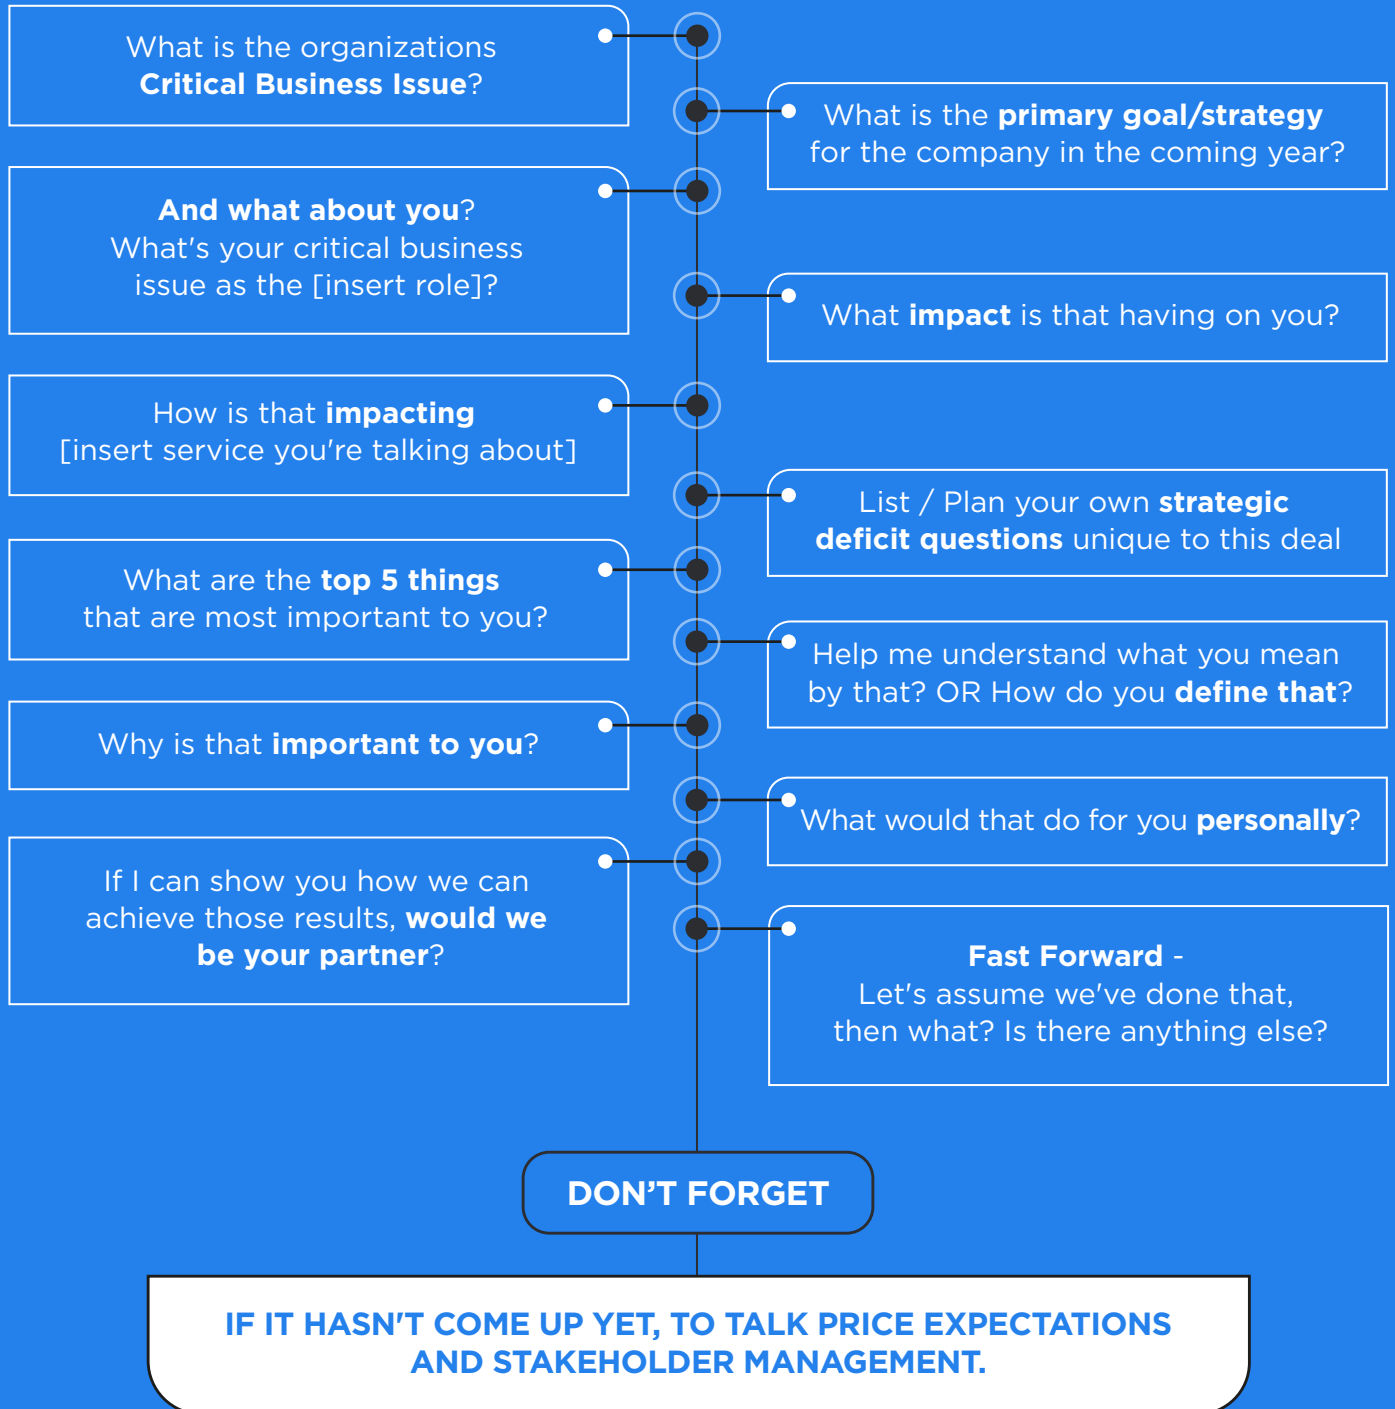 What is the organizations
Critical Business Issue?
What is the primary goal/strategy
for the company in the coming year?
And what about you?
What's your critical business
issue as the [insert role]?
What impact is that having on you?
How is that impacting
[insert service you're talking about]
List / Plan your own strategic
deficit questions unique to this deal
What are the top 5 things
that are most important to you?
Help me understand what you mean
by that? OR How do you define that?
Why is that important to you?
What would that do for you personally?
If I can show you how we can
achieve those results, would we
be your partner?
Fast Forward -
Let's assume we've done that,
then what? Is there anything else?
DON’T FORGET
IF IT HASN'T COME UP YET, TO TALK PRICE EXPECTATIONS
AND STAKEHOLDER MANAGEMENT.